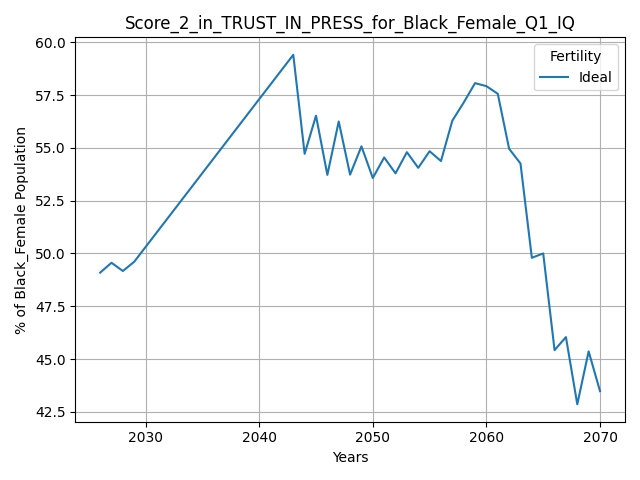 Score_2_in_TRUST_IN_PRESS_for_Black_Female_Q1_IQ
Fertility
Ideal
60.0
57.5
55.0
52.5
50.0
47.5
45.0
42.5
% of Black_Female Population
2030 2040 2050 2060 2070
Years